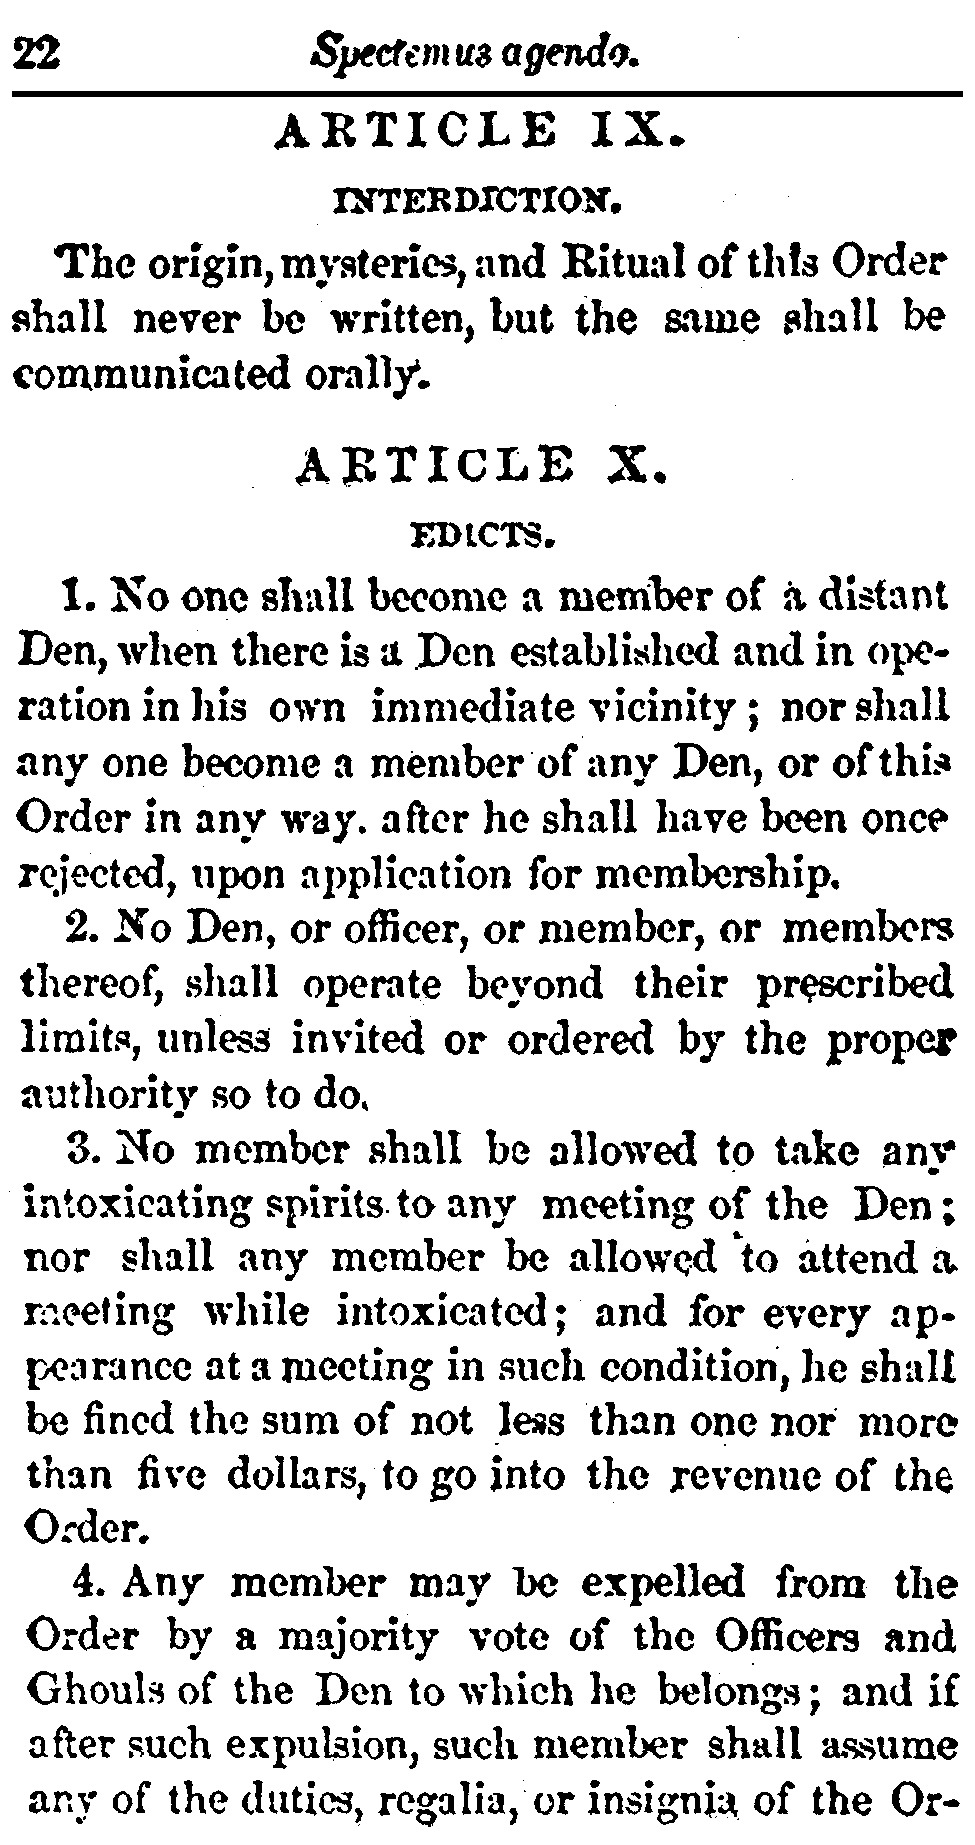 22 Spectemus agendo.
ARTICLE IX.
INTERDICTION.
The origin, mysteries, and Ritual of this Order
shall never be written, but the same shall be
communicated orally.
ARTICLE X.
EDICTS.
1. No one shall become a member of a distant
Den, when there is a Den established and in ope-
ration in his own immediate vicinity; nor shall
any one become a member of any Den, or of this
Order in any way. after he shall have been once
rejected, upon application for membership.
2. No Den, or officer, or member, or members
thereof, shall operate beyond their prescribed
limits, unless invited or ordered by the proper
authority so to do.
3. No member shall be allowed to take any
intoxicating spirits to any meeting of the Den;
nor shall any member be allowed to attend a
meeting while intoxicated; and for every ap-
pearance at a meeting in such condition, he shall
be fined the sum of not less than one nor more
than five dollars, to go into the revenue of the
Order.
4. Any member may be expelled from the
Order by a majority vote of the Officers and
Ghouls of the Den to which he belongs; and if
after such expulsion, such member shall assume
any of the duties, regalia, or insignia of the Or-